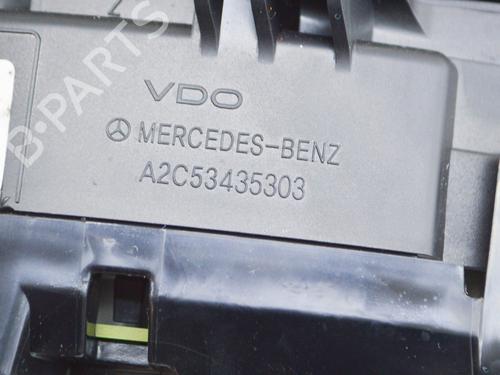 VDO
MERCEDES-BENZ
A2C53435303
B-PARTS